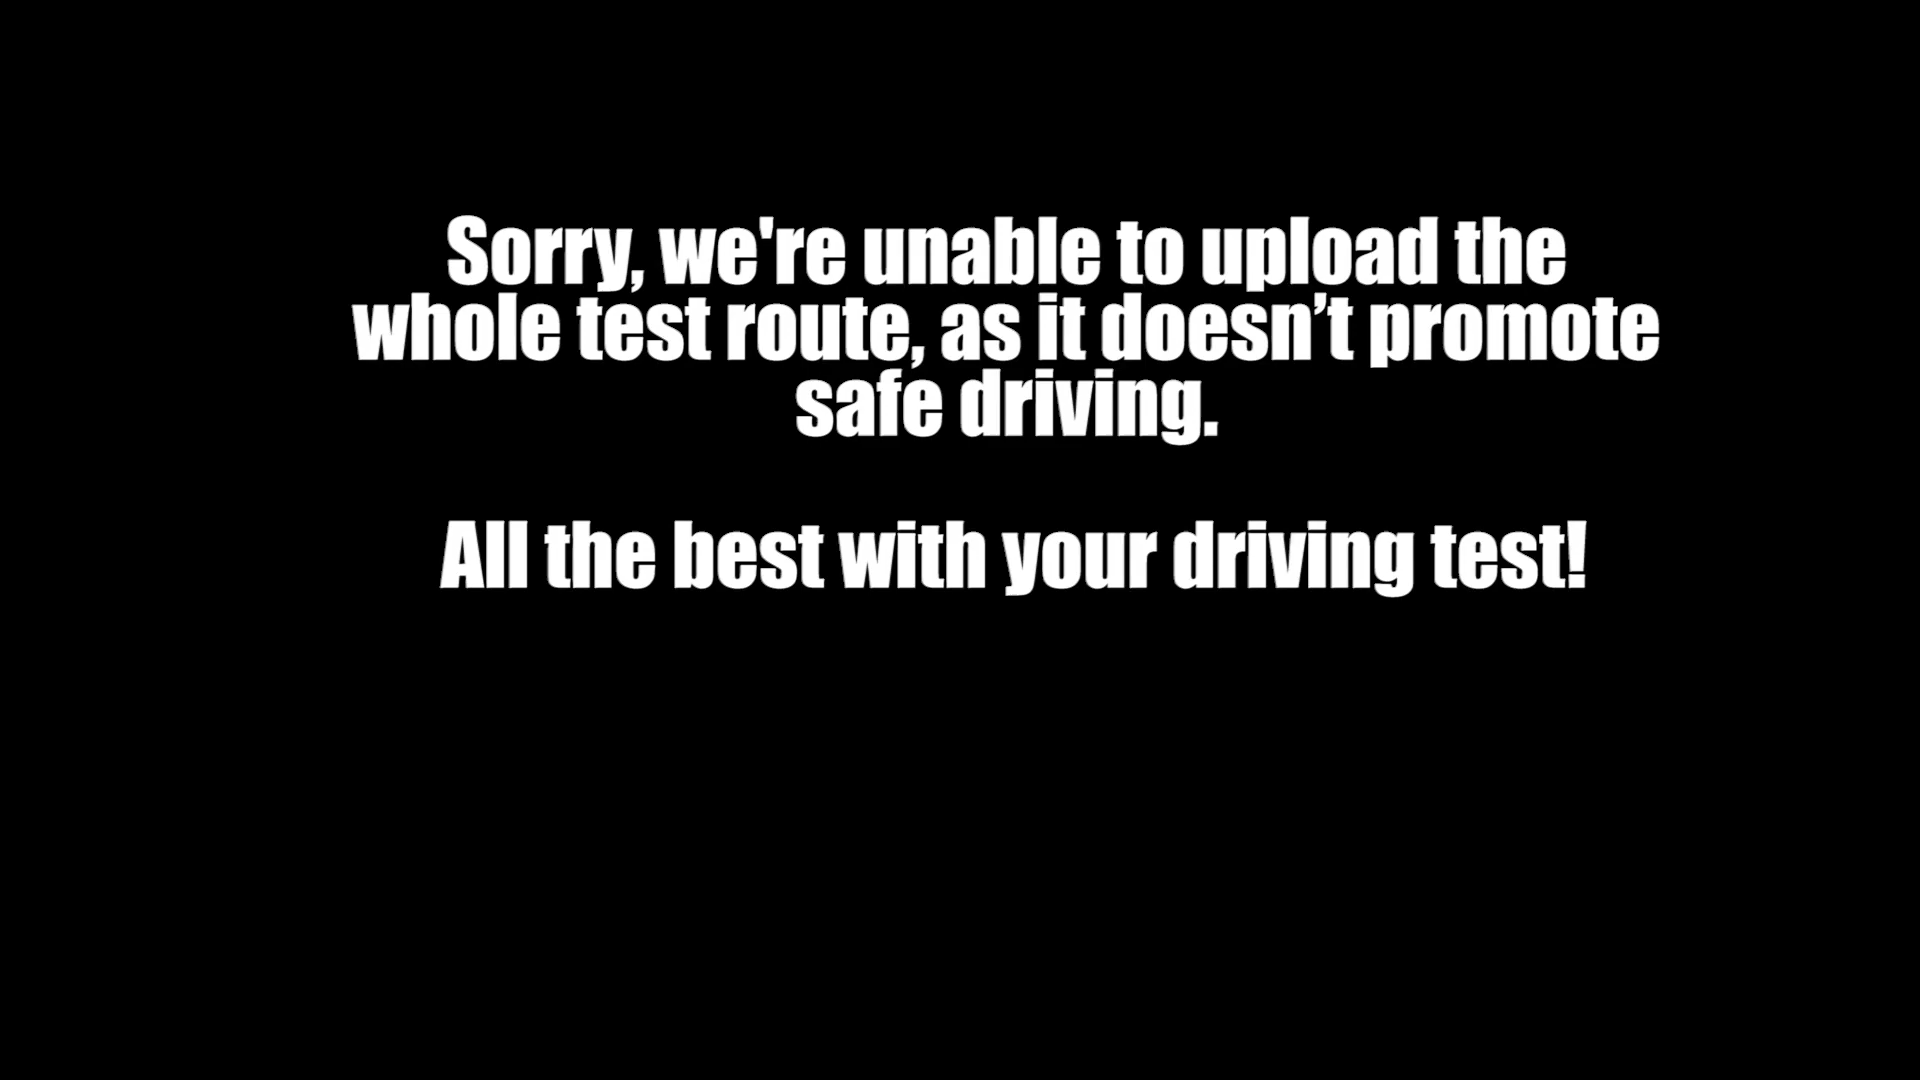 Sorry, we're unable to upload the
whole test route, as it doesn’t promote
safe driving.
All the best with your driving test!